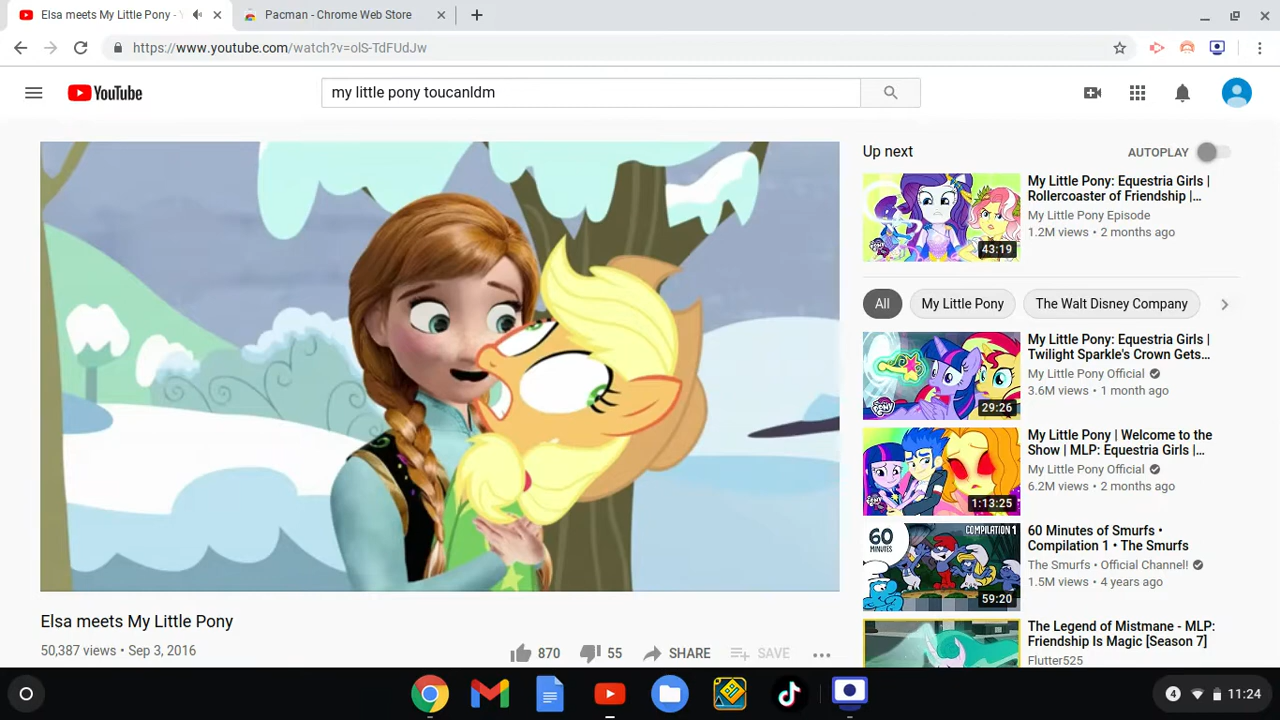 Elsa meets My Little Pony - Y
Pacman - Chrome Web Store
https://www.youtube.com/watch?v=olS-TdFUdJw
YouTube
my little pony toucanldm
Up next
AUTOPLAY
43:19
My Little Pony: Equestria Girls |
Rollercoaster of Friendship |...
My Little Pony Episode
1.2M views • 2 months ago
All
My Little Pony
The Walt Disney Company
29:26
My Little Pony: Equestria Girls |
Twilight Sparkle's Crown Gets...
My Little Pony Official
3.6M views • 1 month ago
1:13:25
My Little Pony | Welcome to the
Show | MLP: Equestria Girls |...
My Little Pony Official
6.2M views • 2 months ago
60
MINUTES
COMPILATION 1
59:20
60 Minutes of Smurfs •
Compilation 1 • The Smurfs
The Smurfs • Official Channel!
1.5M views • 4 years ago
The Legend of Mistmane - MLP:
Friendship Is Magic [Season 7]
Flutter525
Elsa meets My Little Pony
50,387 views • Sep 3, 2016
870
55
SHARE
SAVE
4
11:24